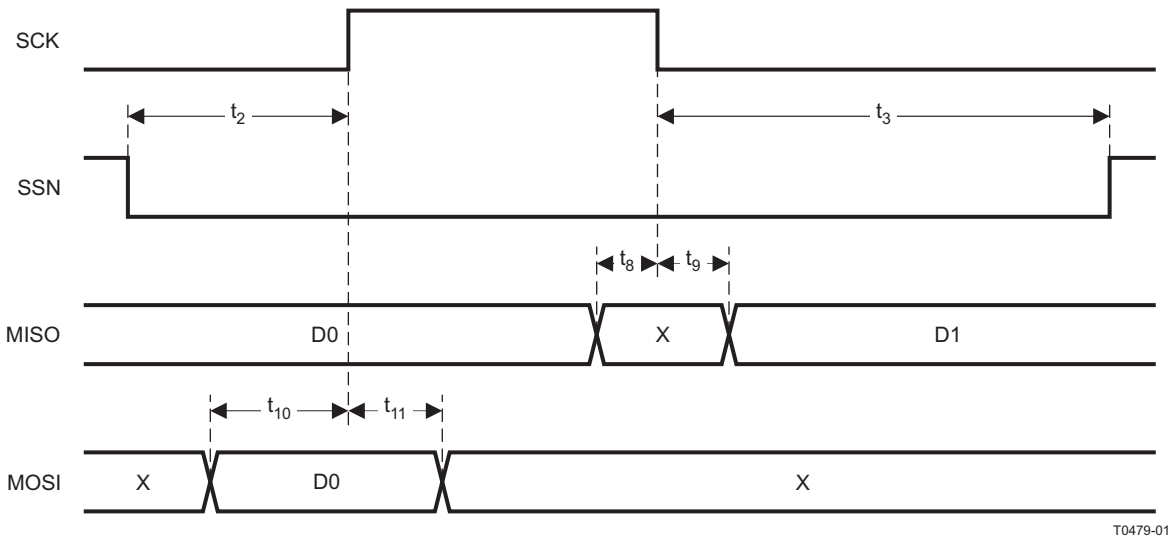 SCK
t2
t3
SSN
t8
t9
MISO
D0
X
D1
t10
t11
MOSI
X
D0
X
T0479-01